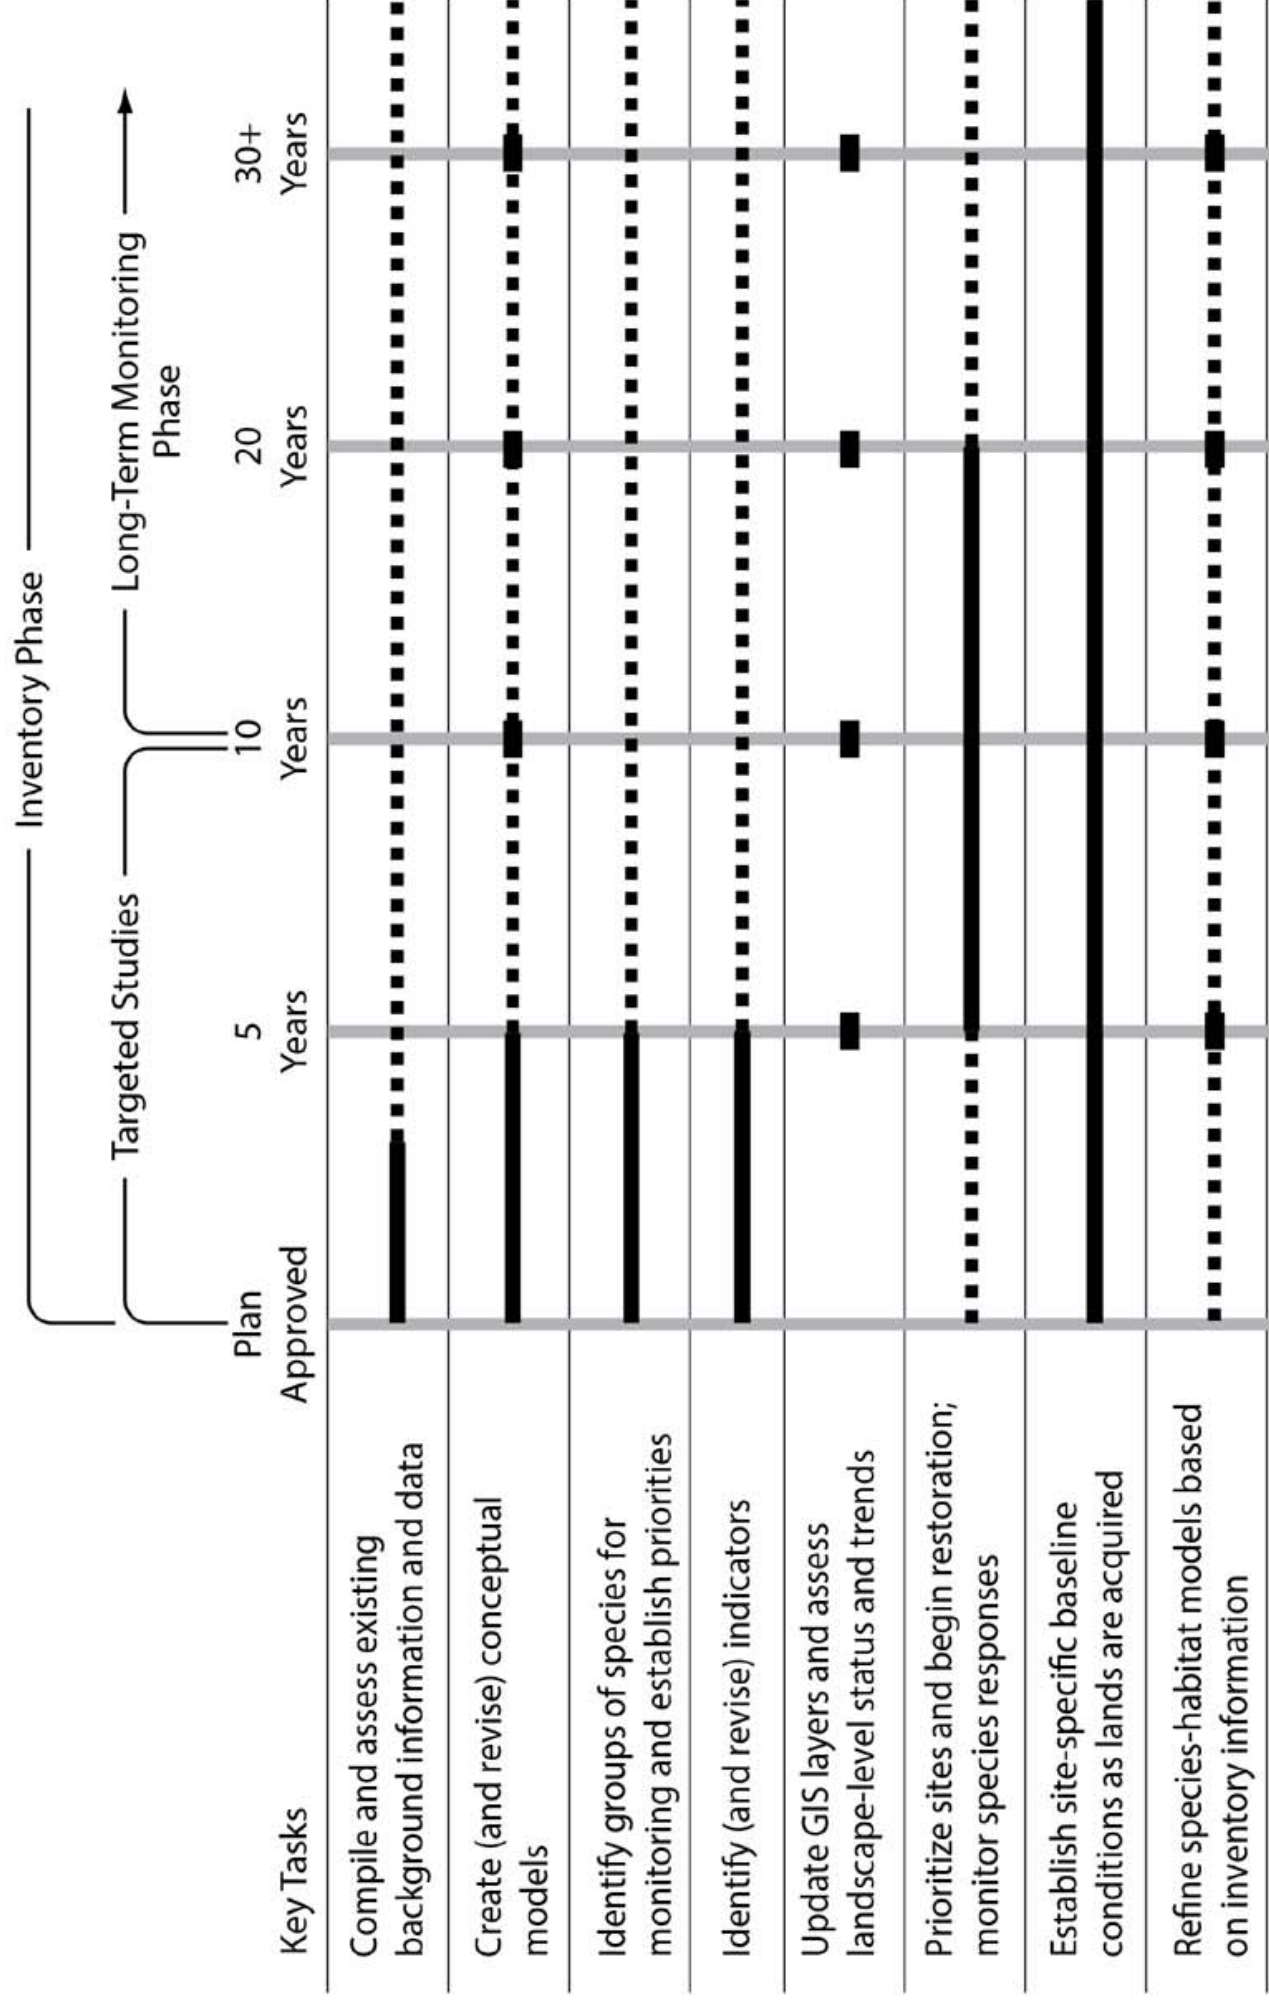 Inventory Phase
Targeted Studies
Long-Term Monitoring
Phase
Key Tasks
Plan
Approved
5
Years
10
Years
20
Years
30+
Years
Compile and assess existing
background information and data
Create (and revise) conceptual
models
Identify groups of species for
monitoring and establish priorities
Identify (and revise) indicators
Update GIS layers and assess
landscape-level status and trends
Prioritize sites and begin restoration;
monitor species responses
Establish site-specific baseline
conditions as lands are acquired
Refine species-habitat models based
on inventory information